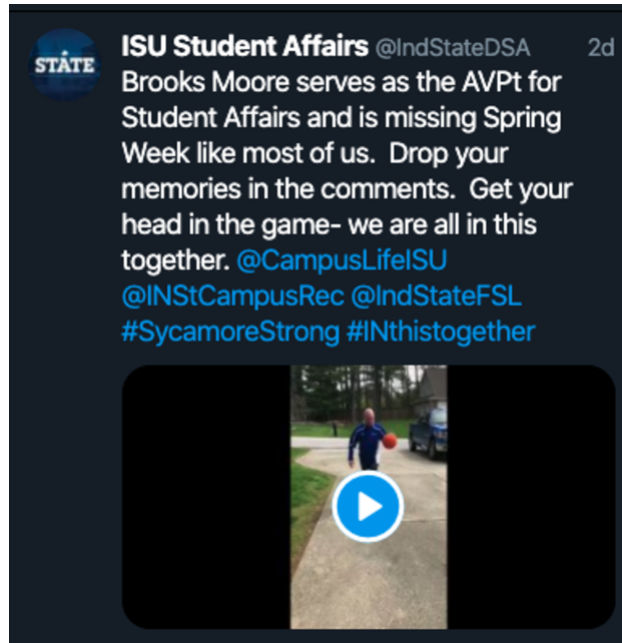 ISU Student Affairs @IndStateDSA 2d
STATE
Brooks Moore serves as the AVPt for
Student Affairs and is missing Spring
Week like most of us. Drop your
memories in the comments. Get your
head in the game- we are all in this
together. @CampusLifeISU
@INStCampusRec @IndStateFSL
#SycamoreStrong #INthistogether